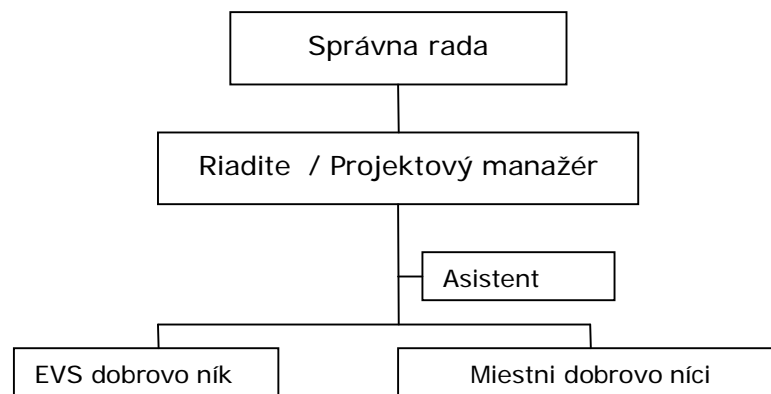 Správna rada
Riadite / Projektový manažér
Asistent
EVS dobrovo ník
Miestni dobrovo níci